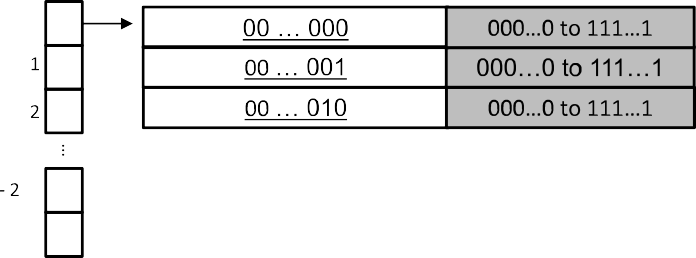 00 … 000 000...0 to 111...1
1 00 … 001 000…0 to 111…1
2 00 … 010 000...0 to 111...1
...
- 2